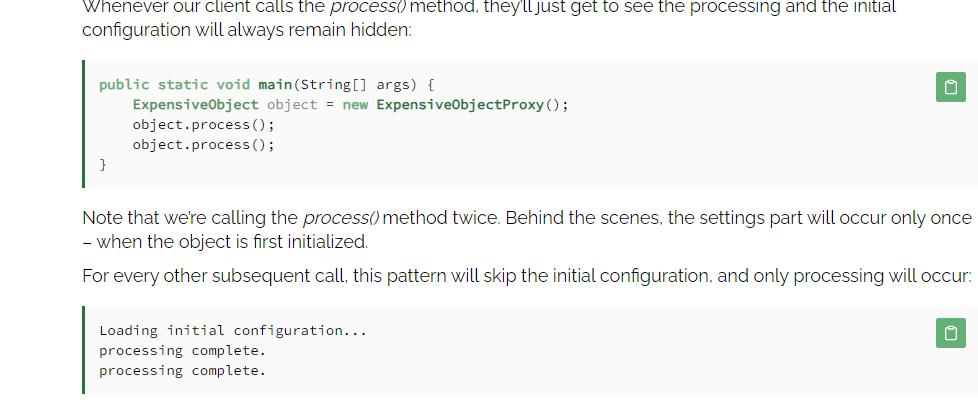 Whenever our client calls the process() method, they'll just get to see the processing and the initial
configuration will always remain hidden:
public static void main(String[] args) {
    ExpensiveObject object = new ExpensiveObjectProxy();
    object.process();
    object.process();
}
Note that we're calling the process() method twice. Behind the scenes, the settings part will occur only once
– when the object is first initialized.
For every other subsequent call, this pattern will skip the initial configuration, and only processing will occur:
Loading initial configuration...
processing complete.
processing complete.